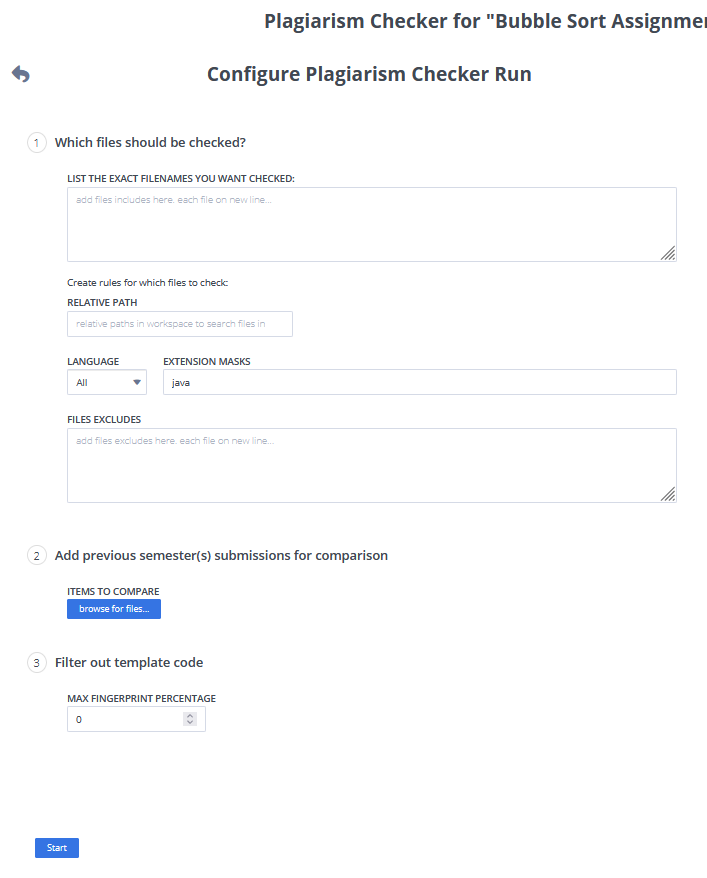 Plagiarism Checker for "Bubble Sort Assignmen
Configure Plagiarism Checker Run
1 Which files should be checked?
LIST THE EXACT FILENAMES YOU WANT CHECKED:
add files includes here. each file on new line...
Create rules for which files to check:
RELATIVE PATH
relative paths in workspace to search files in
LANGUAGE EXTENSION MASKS
All java
FILES EXCLUDES
add files excludes here. each file on new line...
2 Add previous semester(s) submissions for comparison
ITEMS TO COMPARE
browse for files...
3 Filter out template code
MAX FINGERPRINT PERCENTAGE
0
Start